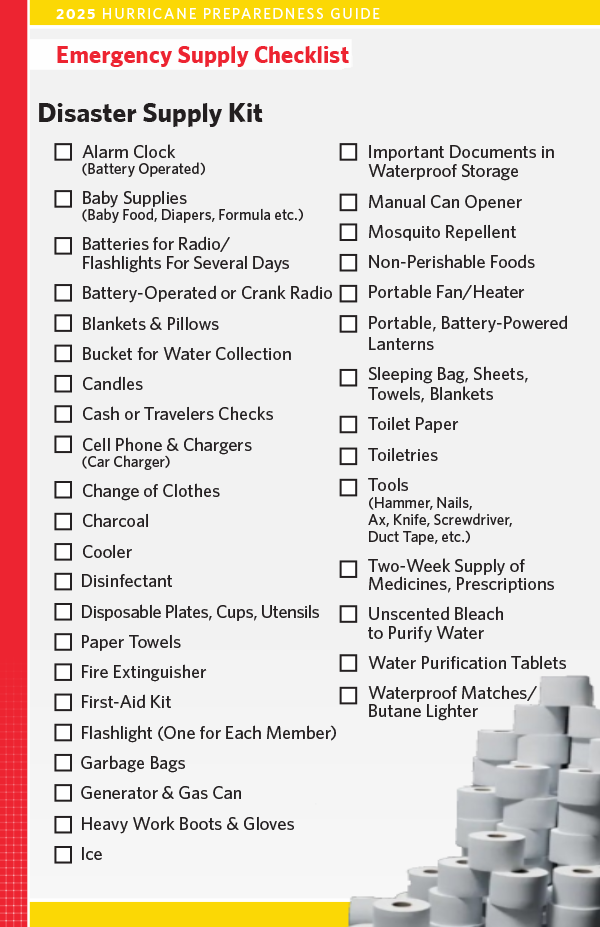 2025 HURRICANE PREPAREDNESS GUIDE
Emergency Supply Checklist
Disaster Supply Kit
Alarm Clock
(Battery Operated)
Baby Supplies
(Baby Food, Diapers, Formula etc.)
Batteries for Radio/
Flashlights For Several Days
Battery-Operated or Crank Radio
Blankets & Pillows
Bucket for Water Collection
Candles
Cash or Travelers Checks
Cell Phone & Chargers
(Car Charger)
Change of Clothes
Charcoal
Cooler
Disinfectant
Disposable Plates, Cups, Utensils
Paper Towels
Fire Extinguisher
First-Aid Kit
Flashlight (One for Each Member)
Garbage Bags
Generator & Gas Can
Heavy Work Boots & Gloves
Ice
Important Documents in
Waterproof Storage
Manual Can Opener
Mosquito Repellent
Non-Perishable Foods
Portable Fan/Heater
Portable, Battery-Powered
Lanterns
Sleeping Bag, Sheets,
Towels, Blankets
Toilet Paper
Toiletries
Tools
(Hammer, Nails,
Ax, Knife, Screwdriver,
Duct Tape, etc.)
Two-Week Supply of
Medicines, Prescriptions
Unscented Bleach
to Purify Water
Water Purification Tablets
Waterproof Matches/
Butane Lighter